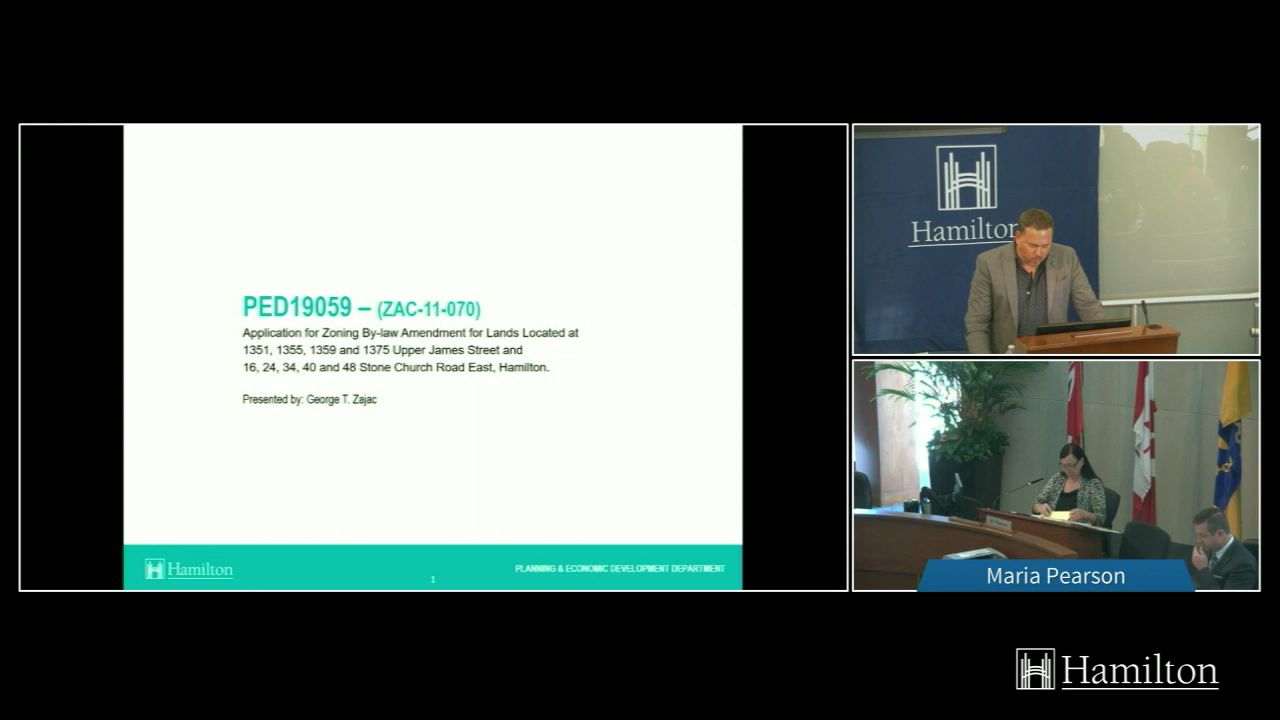 PED19059 – (ZAC-11-070)
Application for Zoning By-law Amendment for Lands Located at
1351, 1355, 1359 and 1375 Upper James Street and
16, 24, 34, 40 and 48 Stone Church Road East, Hamilton.
Presented by: George T. Zajac
Hamilton
1
PLANNING & ECONOMIC DEVELOPMENT DEPARTMENT
Hamilton
Maria Pearson
Hamilton